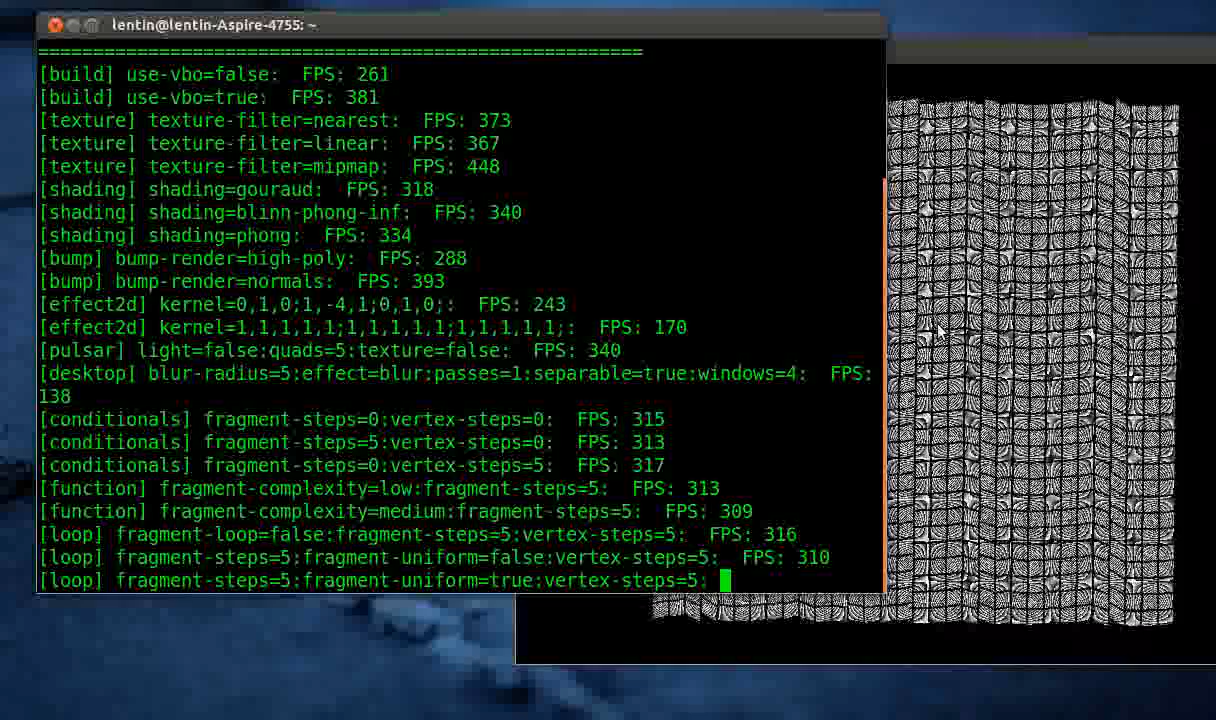 lentin@lentin-Aspire-4755: ~
=======================================================
[build] use-vbo=false:  FPS: 261
[build] use-vbo=true:  FPS: 381
[texture] texture-filter=nearest:  FPS: 373
[texture] texture-filter=linear:  FPS: 367
[texture] texture-filter=mipmap:  FPS: 448
[shading] shading=gouraud:  FPS: 318
[shading] shading=blinn-phong-inf:  FPS: 340
[shading] shading=phong:  FPS: 334
[bump] bump-render=high-poly:  FPS: 288
[bump] bump-render=normals:  FPS: 393
[effect2d] kernel=0,1,0;1,-4,1;0,1,0;:  FPS: 243
[effect2d] kernel=1,1,1,1,1;1,1,1,1,1;1,1,1,1,1;:  FPS: 170
[pulsar] light=false:quads=5:texture=false:  FPS: 340
[desktop] blur-radius=5:effect=blur:passes=1:separable=true:windows=4:  FPS:
138
[conditionals] fragment-steps=0:vertex-steps=0:  FPS: 315
[conditionals] fragment-steps=5:vertex-steps=0:  FPS: 313
[conditionals] fragment-steps=0:vertex-steps=5:  FPS: 317
[function] fragment-complexity=low:fragment-steps=5:  FPS: 313
[function] fragment-complexity=medium:fragment-steps=5:  FPS: 309
[loop] fragment-loop=false:fragment-steps=5:vertex-steps=5:  FPS: 316
[loop] fragment-steps=5:fragment-uniform=false:vertex-steps=5:  FPS: 310
[loop] fragment-steps=5:fragment-uniform=true:vertex-steps=5: